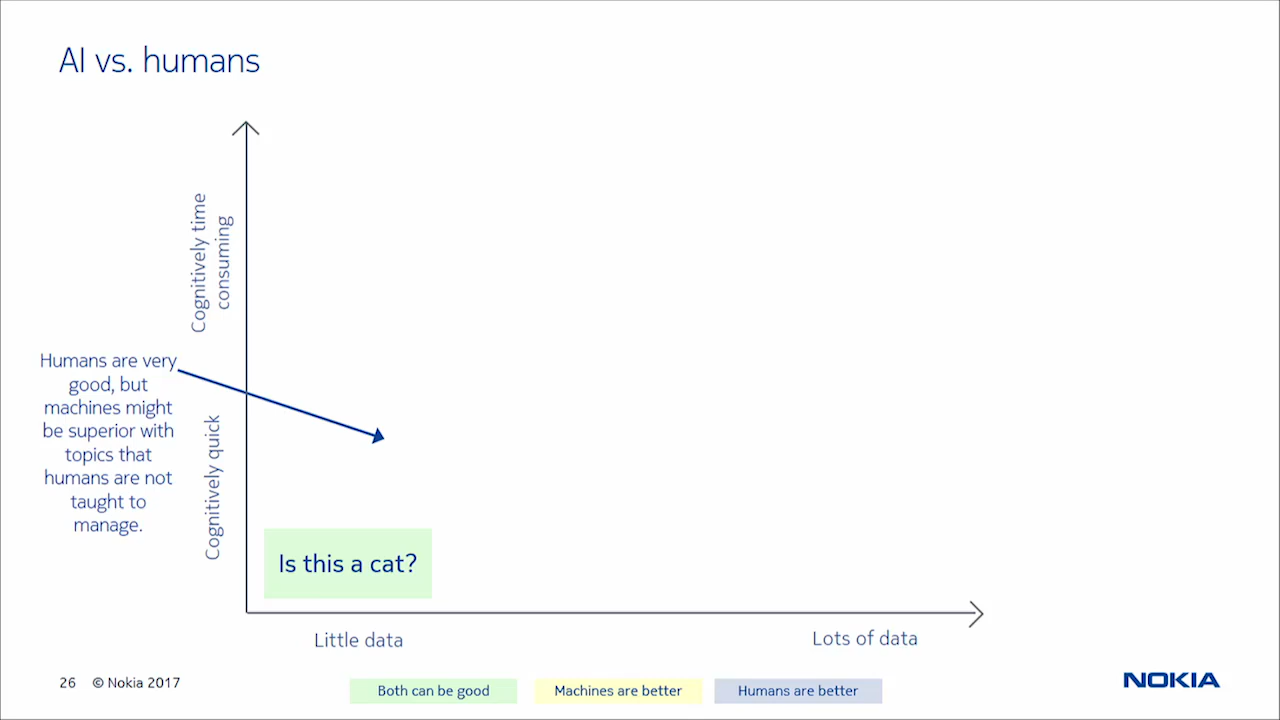 AI vs. humans
Cognitively time
consuming
Humans are very
good, but
machines might
be superior with
topics that
humans are not
taught to
manage.
Cognitively quick
Is this a cat?
Little data
Lots of data
26 © Nokia 2017
Both can be good
Machines are better
Humans are better
NOKIA